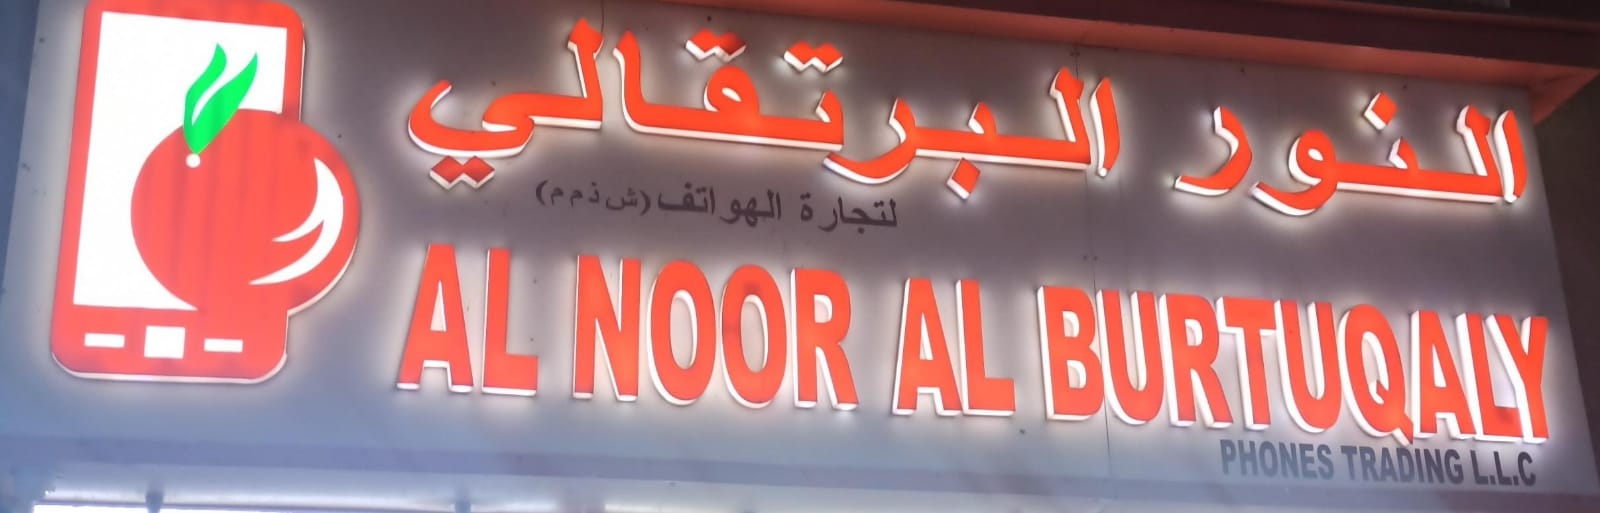 النور البرتقالي
لتجارة الهواتف (ش ذ م م)
AL NOOR AL BURTUQALY
PHONES TRADING L.L.C